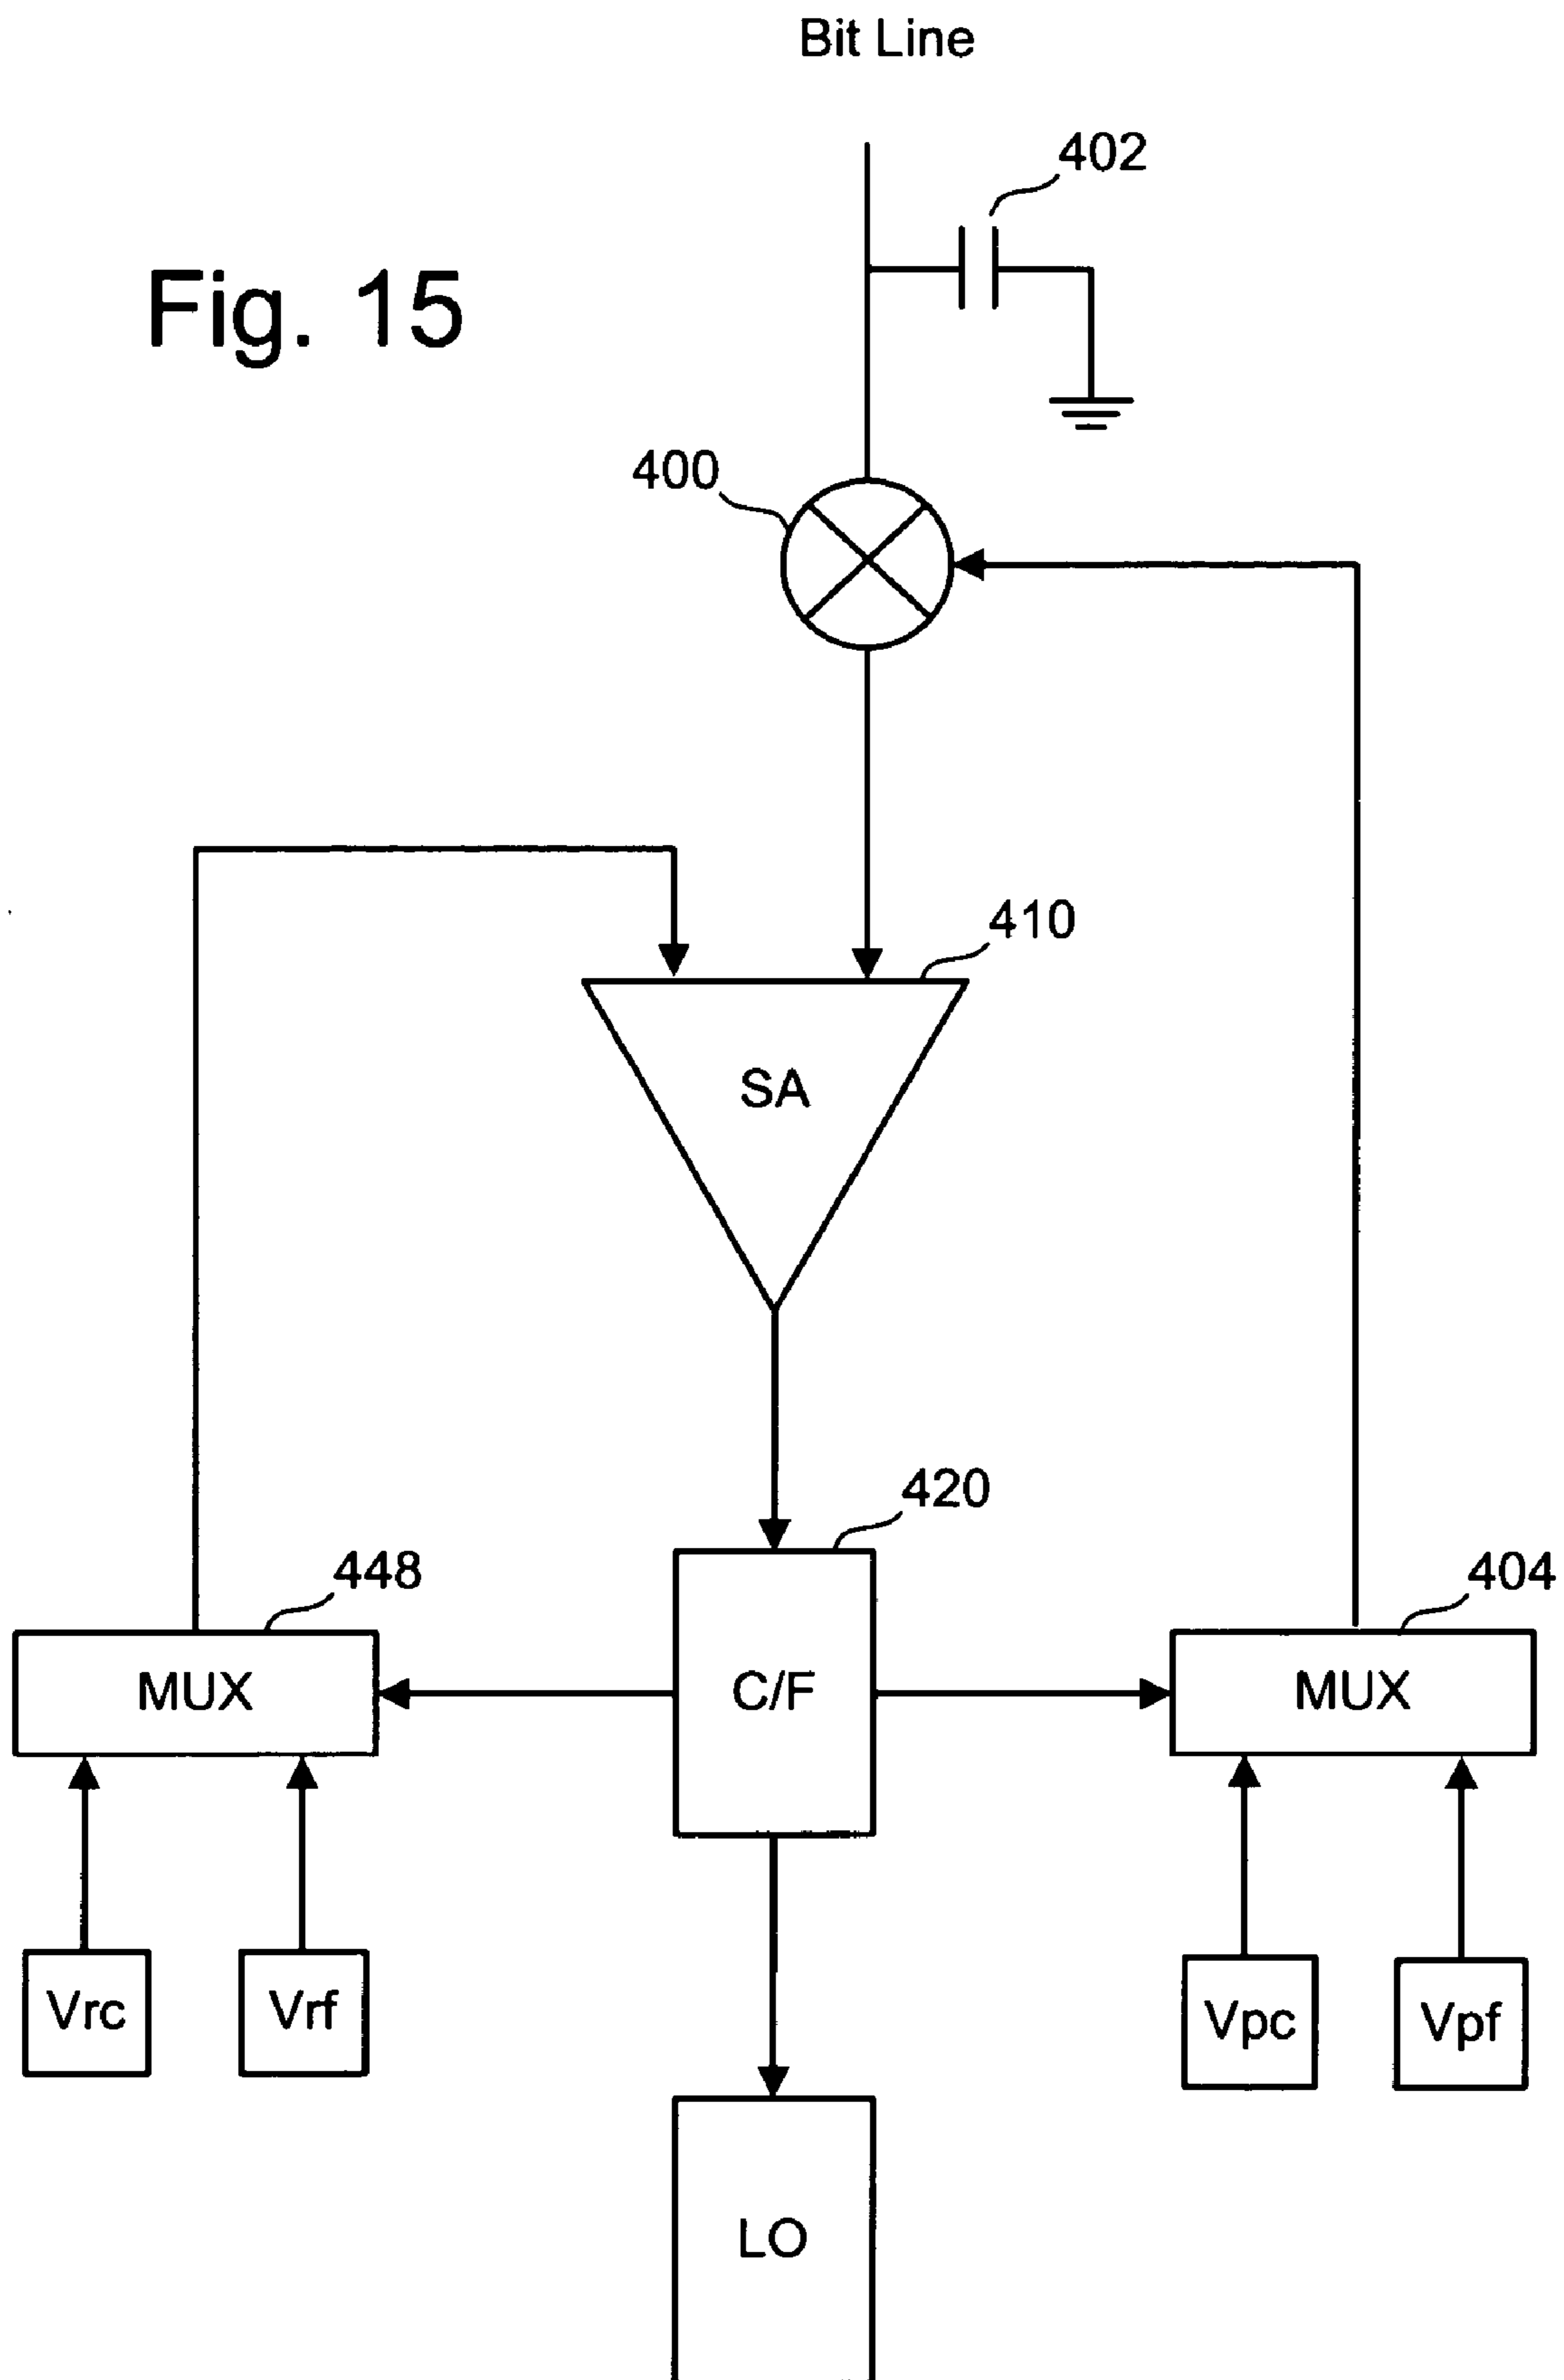 Bit Line
402
Fig. 15
400
410
SA
420
448
404
MUX
C/F
MUX
Vrc
Vrf
Vpc
Vpf
LO